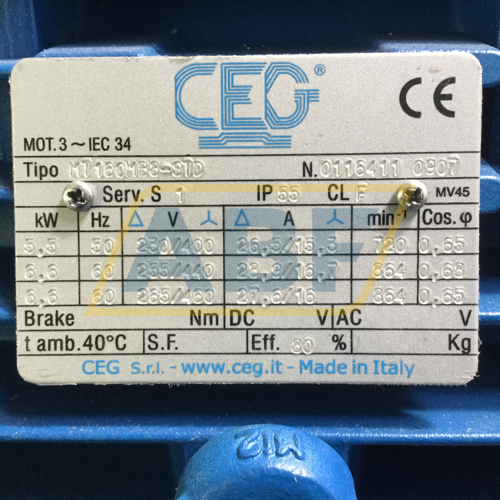 CEG®
CE
MOT.3~IEC 34
Tipo MT160MB8-STD N.0116411 0907
Serv. S 1 IP 55 CL F MV45
kW Hz Δ V Y Δ A Y min⁻¹ Cos.φ
5,5 50 230/400 26,5/15,3 720 0,65
6,6 60 255/440 28,9/16,7 864 0,68
6,6 60 265/460 27,6/16 864 0,65
Brake Nm DC V AC V
t amb.40°C S.F. Eff. 80 % Kg
CEG S.r.l. - www.ceg.it - Made in Italy
ABF
M12